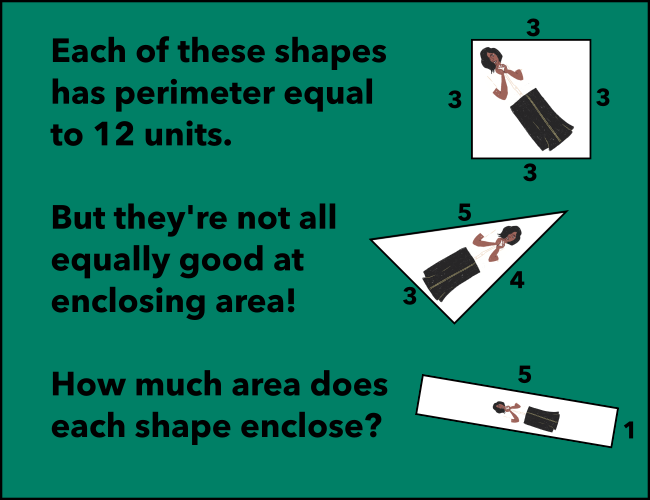 Each of these shapes
has perimeter equal
to 12 units.
3
3
3
3
But they're not all
equally good at
enclosing area!
5
3
4
How much area does
each shape enclose?
5
1